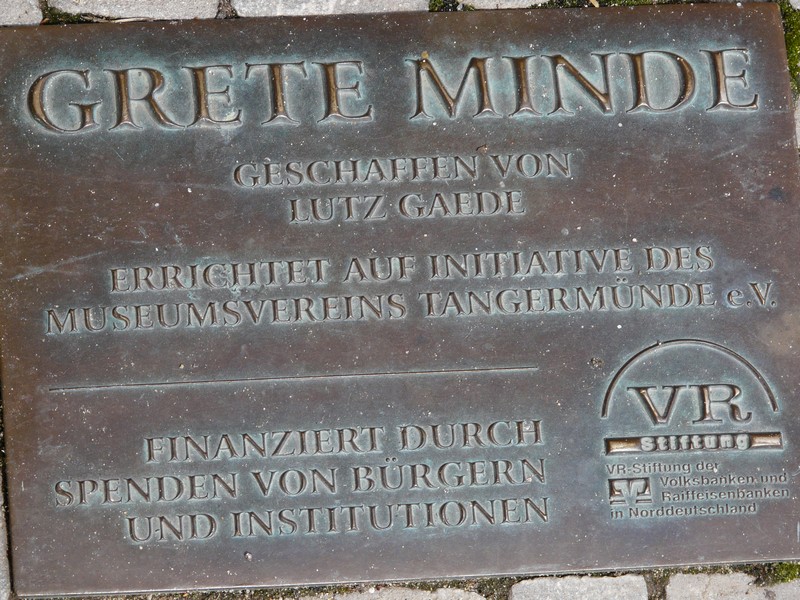 GRETE MINDE
GESCHAFFEN VON
LUTZ GAEDE
ERRICHTET AUF INITIATIVE DES
MUSEUMSVEREINS TANGERMÜNDE e.V.
FINANZIERT DURCH
SPENDEN VON BÜRGERN
UND INSTITUTIONEN
VR
Stiftung
VR-Stiftung der
Volksbanken und
Raiffeisenbanken
in Norddeutschland